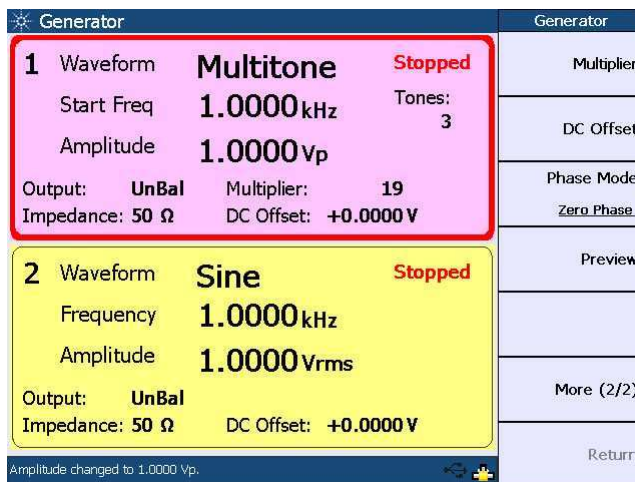 Generator
1 Waveform Multitone Stopped
Start Freq 1.0000 kHz Tones:
3
Amplitude 1.0000 Vp
Output: UnBal Multiplier: 19
Impedance: 50 Ω DC Offset: +0.0000 V
2 Waveform Sine Stopped
Frequency 1.0000 kHz
Amplitude 1.0000 Vrms
Output: UnBal
Impedance: 50 Ω DC Offset: +0.0000 V
Amplitude changed to 1.0000 Vp.
Generator
Multiplier
DC Offset
Phase Mode
Zero Phase
Preview
More (2/2)
Return